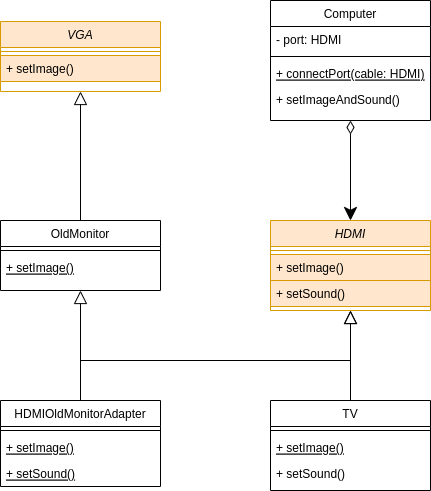 VGA
+ setImage()
Computer
- port: HDMI
+ connectPort(cable: HDMI)
+ setImageAndSound()
OldMonitor
+ setImage()
HDMI
+ setImage()
+ setSound()
HDMIOldMonitorAdapter
+ setImage()
+ setSound()
TV
+ setImage()
+ setSound()